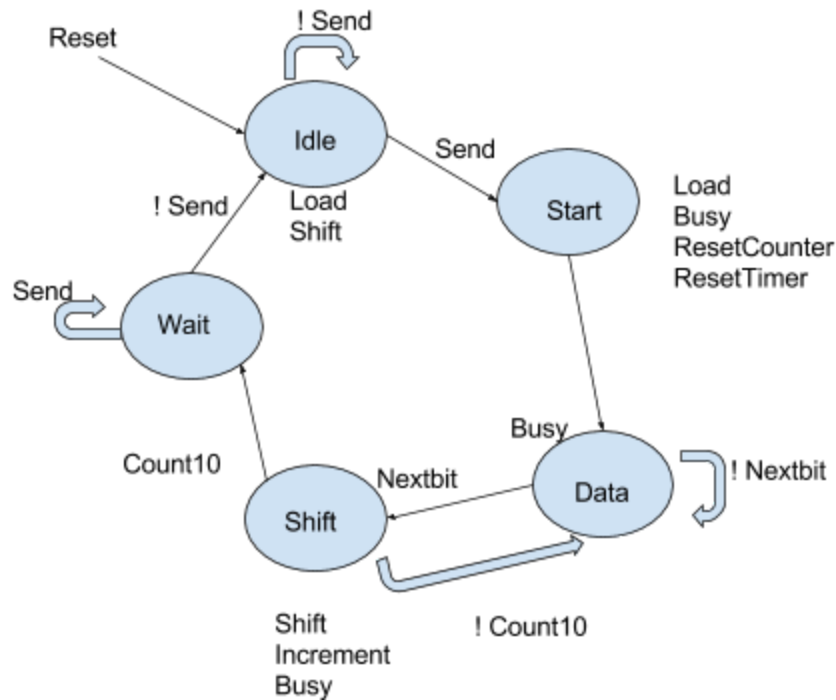 ! Send
Reset
Idle
Send
Load
Shift
! Send
Start
Load
Busy
ResetCounter
ResetTimer
Send
Wait
Busy
Data
! Nextbit
Nextbit
Count10
Shift
! Count10
Shift
Increment
Busy